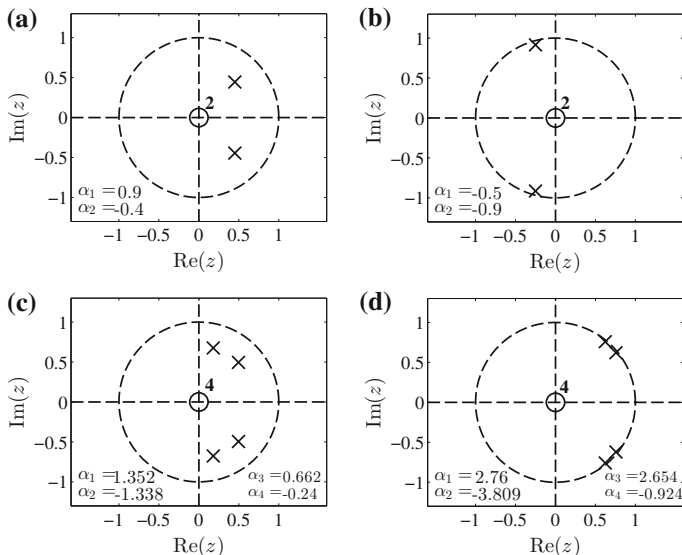 (a)
1
0.5
0
−0.5
−1
Im(z)
2
α₁ = 0.9
α₂ = -0.4
−1 −0.5 0 0.5 1
Re(z)
(b)
1
0.5
0
−0.5
−1
Im(z)
2
α₁ = -0.5
α₂ = -0.9
−1 −0.5 0 0.5 1
Re(z)
(c)
1
0.5
0
−0.5
−1
Im(z)
4
α₁ = 1.352
α₂ = -1.338
α₃ = 0.662
α₄ = -0.24
−1 −0.5 0 0.5 1
Re(z)
(d)
1
0.5
0
−0.5
−1
Im(z)
4
α₁ = 2.76
α₂ = -3.809
α₃ = 2.654
α₄ = -0.924
−1 −0.5 0 0.5 1
Re(z)